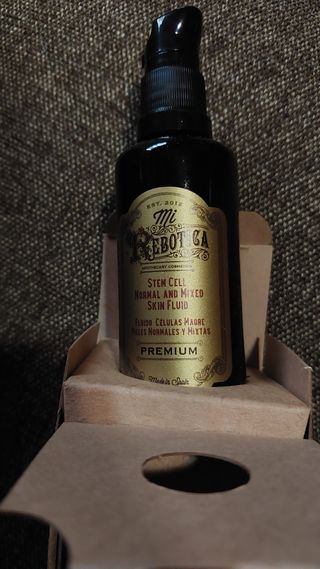 EST. 2012
Mi
REBOTICA
APOTHECARY COSMETICS
STEM CELL
NORMAL AND MIXED
SKIN FLUID
FLUIDO CÉLULAS MADRE
PIELES NORMALES Y MIXTAS
PREMIUM
Made in Spain